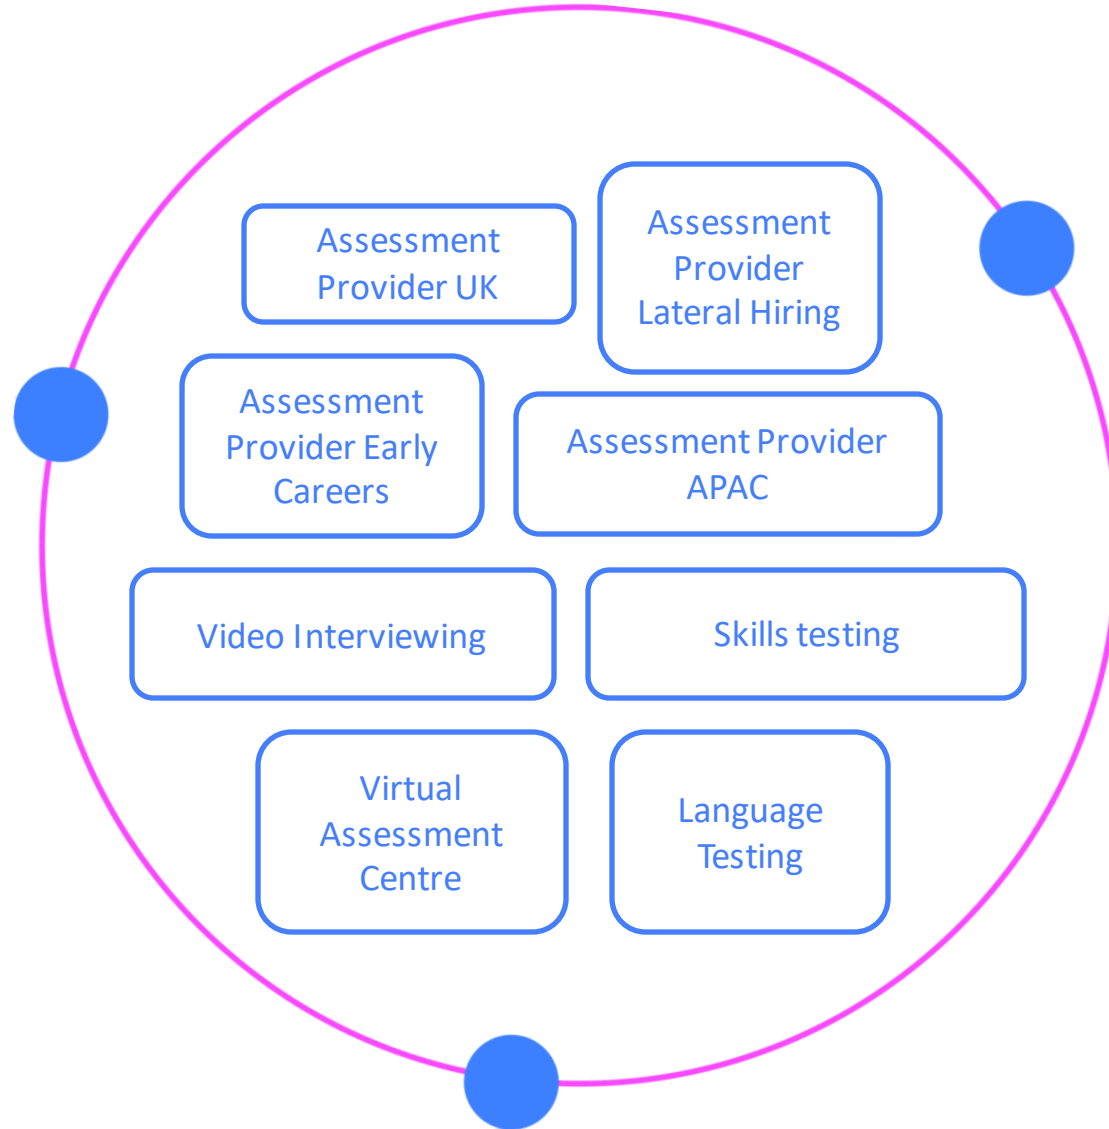 Assessment
Provider UK
Assessment
Provider
Lateral Hiring
Assessment
Provider Early
Careers
Assessment Provider
APAC
Video Interviewing
Skills testing
Virtual
Assessment
Centre
Language
Testing